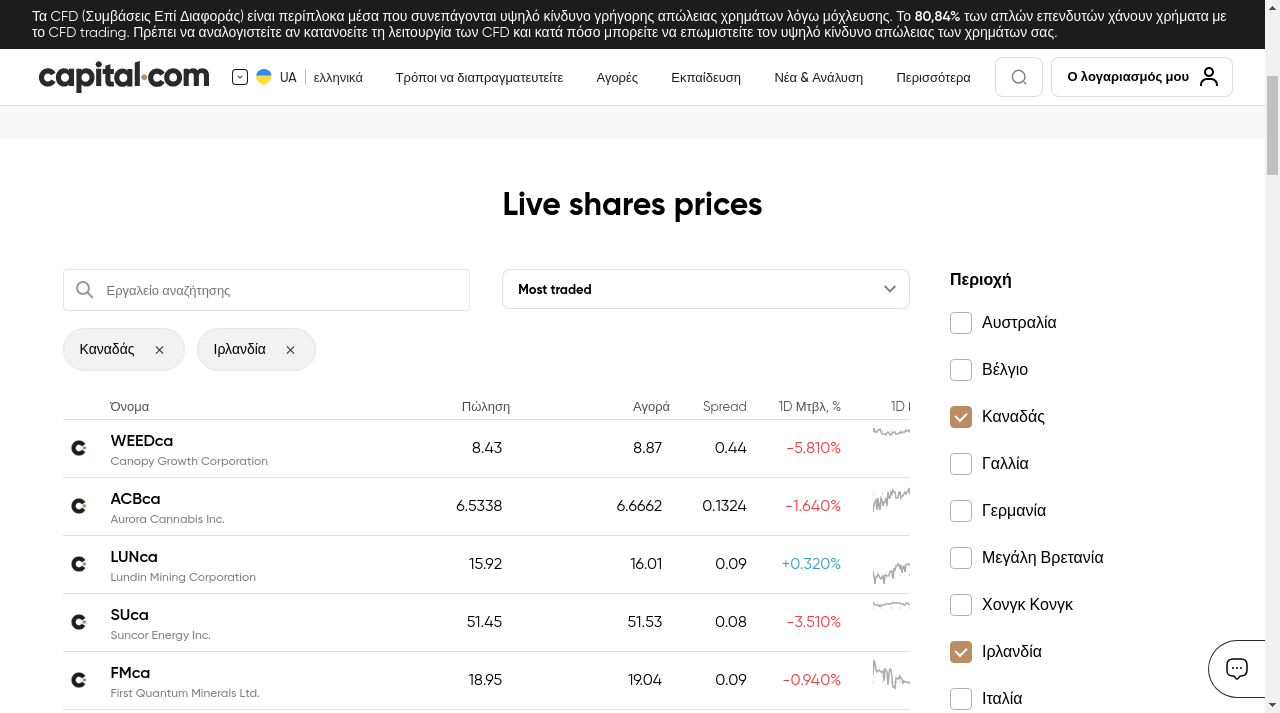 Τα CFD (Συμβάσεις Επί Διαφοράς) είναι περίπλοκα μέσα που συνεπάγονται υψηλό κίνδυνο γρήγορης απώλειας χρημάτων λόγω μόχλευσης. Το 80,84% των απλών επενδυτών χάνουν χρήματα με
το CFD trading. Πρέπει να αναλογιστείτε αν κατανοείτε τη λειτουργία των CFD και κατά πόσο μπορείτε να επωμιστείτε τον υψηλό κίνδυνο απώλειας των χρημάτων σας.
capital.com UA ελληνικά Τρόποι να διαπραγματευτείτε Αγορές Εκπαίδευση Νέα & Ανάλυση Περισσότερα Ο λογαριασμός μου
Live shares prices
Εργαλείο αναζήτησης
Most traded
Καναδάς
Ιρλανδία
Όνομα Πώληση Αγορά Spread 1D Μτβλ, % 1D
WEEDca 8.43 8.87 0.44 -5.810%
Canopy Growth Corporation
ACBca 6.5338 6.6662 0.1324 -1.640%
Aurora Cannabis Inc.
LUNca 15.92 16.01 0.09 +0.320%
Lundin Mining Corporation
SUca 51.45 51.53 0.08 -3.510%
Suncor Energy Inc.
FMca 18.95 19.04 0.09 -0.940%
First Quantum Minerals Ltd.
Περιοχή
Αυστραλία
Βέλγιο
Καναδάς
Γαλλία
Γερμανία
Μεγάλη Βρετανία
Χονγκ Κονγκ
Ιρλανδία
Ιταλία